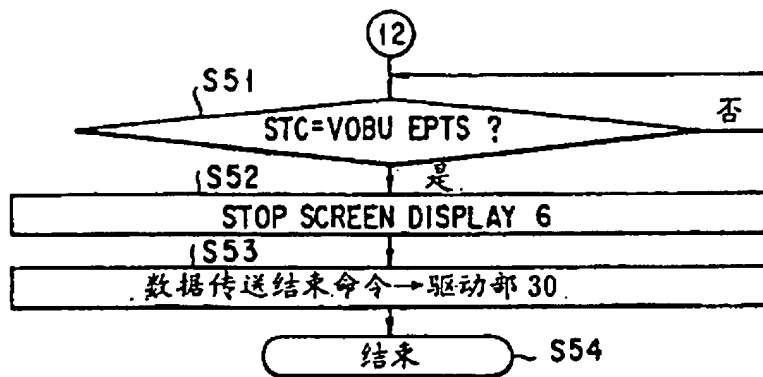 12
S51
STC=VOBU EPTS ?
否
是
S52
STOP SCREEN DISPLAY 6
S53
数据传送结束命令→驱动部 30
结束
S54